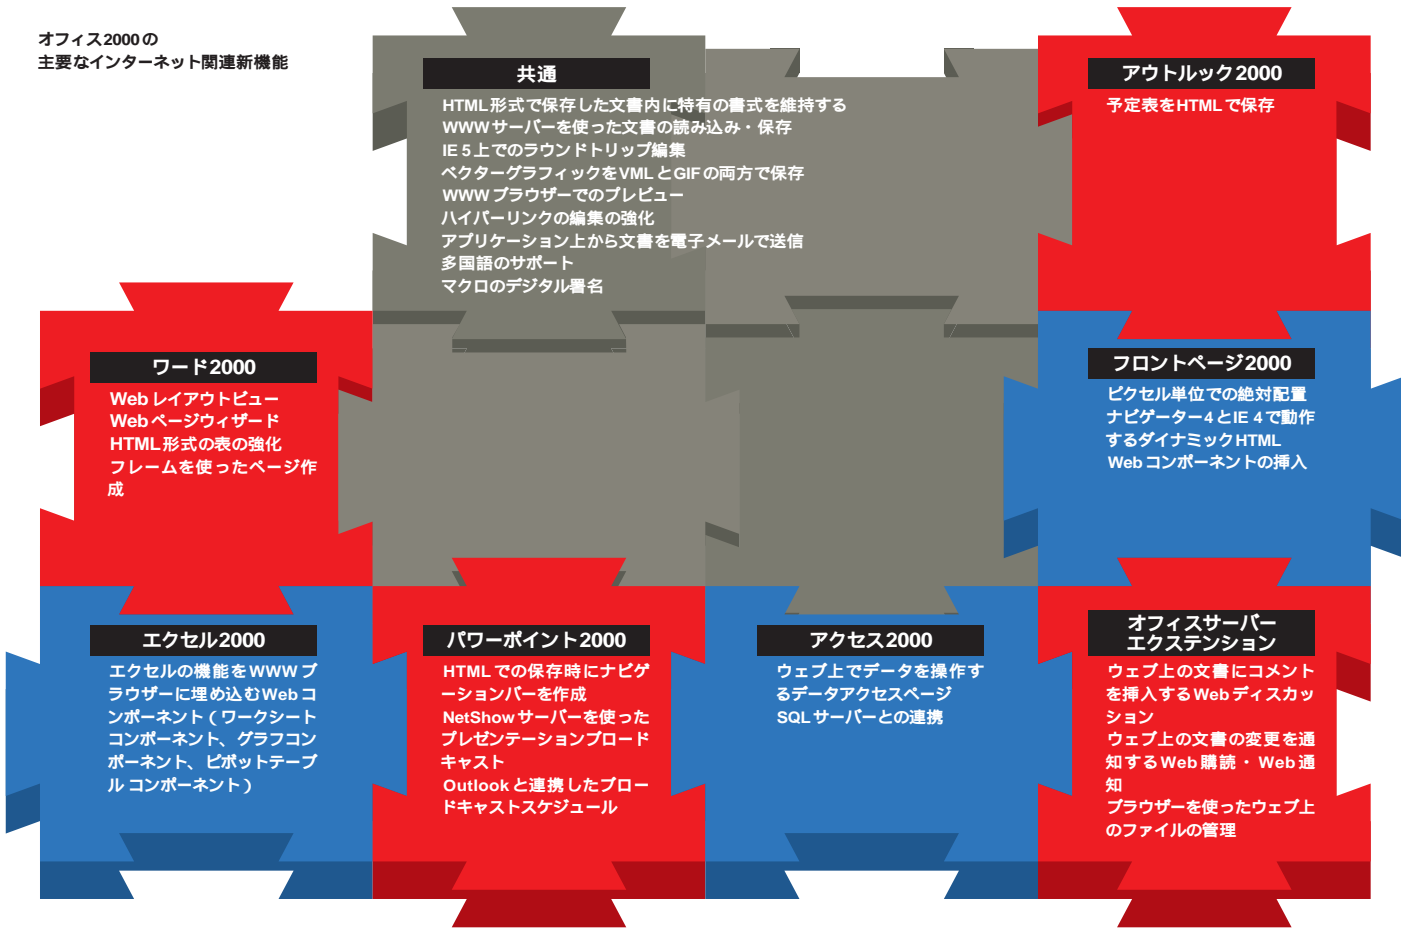 オフィス2000の
主要なインターネット関連新機能
共通
HTML形式で保存した文書内に特有の書式を維持する
WWWサーバーを使った文書の読み込み・保存
IE 5上でのラウンドトリップ編集
ベクターグラフィックをVMLとGIFの両方で保存
WWWブラウザーでのプレビュー
ハイパーリンクの編集の強化
アプリケーション上から文書を電子メールで送信
多国語のサポート
マクロのデジタル署名
アウトルック2000
予定表をHTMLで保存
ワード2000
Webレイアウトビュー
Webページウィザード
HTML形式の表の強化
フレームを使ったページ作
成
フロントページ2000
ピクセル単位での絶対配置
ナビゲーター4とIE 4で動作
するダイナミックHTML
Webコンポーネントの挿入
エクセル2000
エクセルの機能をWWWブ
ラウザーに埋め込むWebコ
ンポーネント(ワークシート
コンポーネント、グラフコン
ポーネント、ピボットテーブ
ル コンポーネント)
パワーポイント2000
HTMLでの保存時にナビゲ
ーションバーを作成
NetShowサーバーを使った
プレゼンテーションブロード
キャスト
Outlookと連携したブロー
ドキャストスケジュール
アクセス2000
ウェブ上でデータを操作す
るデータアクセスページ
SQLサーバーとの連携
オフィスサーバー
エクステンション
ウェブ上の文書にコメント
を挿入するWebディスカッ
ション
ウェブ上の文書の変更を通
知するWeb購読・Web通
知
ブラウザーを使ったウェブ上
のファイルの管理